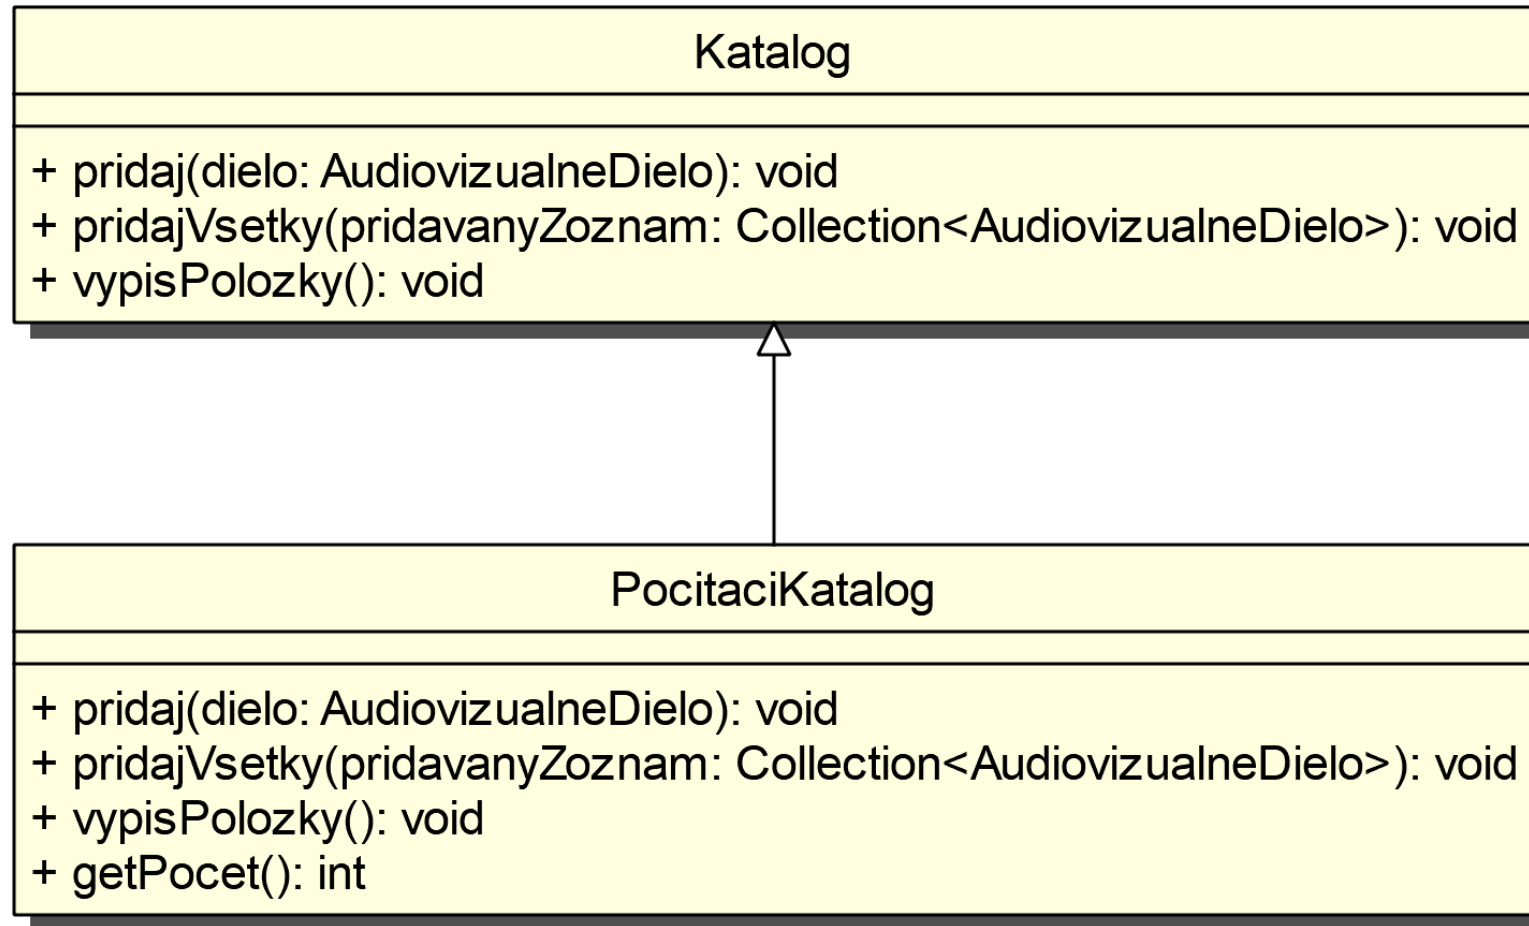 Katalog
+ pridaj(dielo: AudiovizualneDielo): void
+ pridajVsetky(pridavanyZoznam: Collection<AudiovizualneDielo>): void
+ vypisPolozky(): void
PocitaciKatalog
+ pridaj(dielo: AudiovizualneDielo): void
+ pridajVsetky(pridavanyZoznam: Collection<AudiovizualneDielo>): void
+ vypisPolozky(): void
+ getPocet(): int